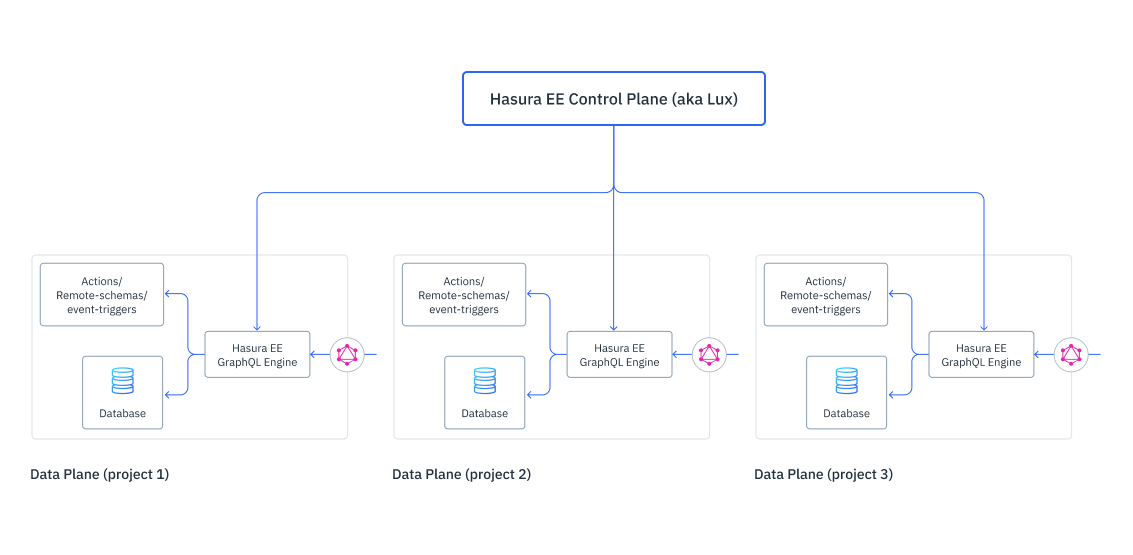 Hasura EE Control Plane (aka Lux)
Actions/
Remote-schemas/
event-triggers
Hasura EE
GraphQL Engine
Database
Data Plane (project 1)
Actions/
Remote-schemas/
event-triggers
Hasura EE
GraphQL Engine
Database
Data Plane (project 2)
Actions/
Remote-schemas/
event-triggers
Hasura EE
GraphQL Engine
Database
Data Plane (project 3)